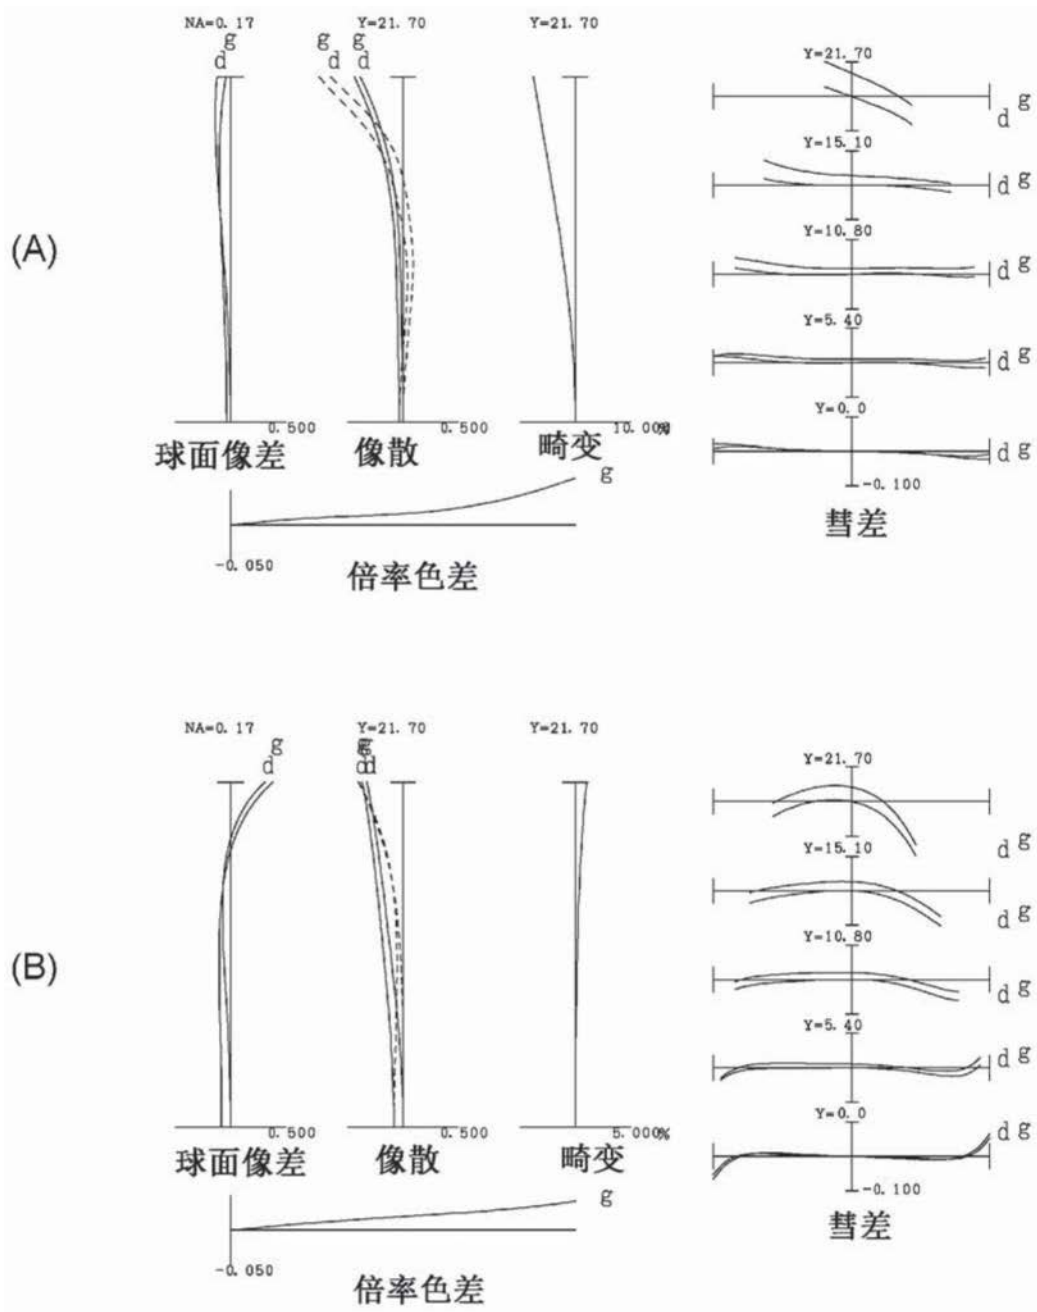 (A)
NA=0.17
g
d
0.500
球面像差
Y=21.70
g g
d d
0.500
像散
Y=21.70
10.000%
畸变
g
-0.050
倍率色差
Y=21.70
d g
Y=15.10
d g
Y=10.80
d g
Y=5.40
d g
Y=0.0
d g
-0.100
彗差
(B)
NA=0.17
g
d
0.500
球面像差
Y=21.70
g g
d d
0.500
像散
Y=21.70
5.000%
畸变
g
-0.050
倍率色差
Y=21.70
d g
Y=15.10
d g
Y=10.80
d g
Y=5.40
d g
Y=0.0
d g
-0.100
彗差